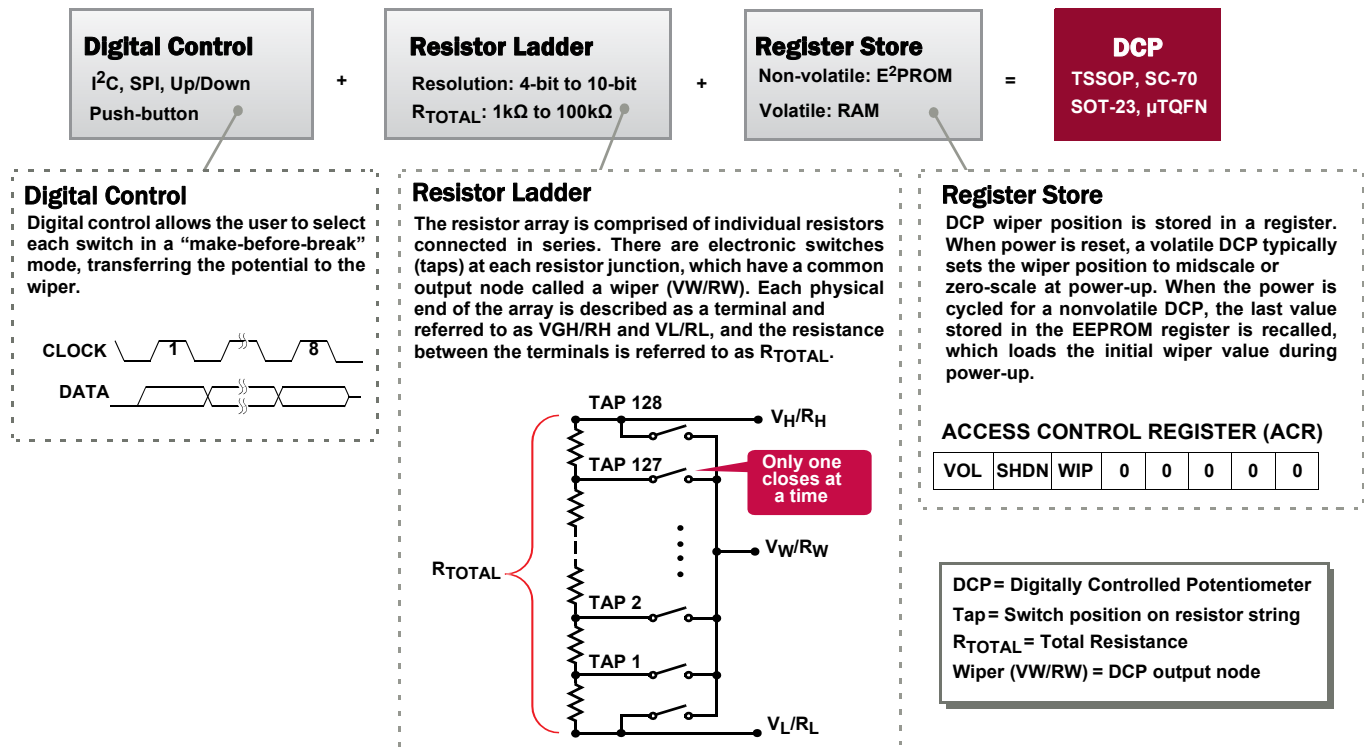 Digital Control
I²C, SPI, Up/Down
Push-button
+
Resistor Ladder
Resolution: 4-bit to 10-bit
RTOTAL: 1kΩ to 100kΩ
+
Register Store
Non-volatile: E²PROM
Volatile: RAM
=
DCP
TSSOP, SC-70
SOT-23, µTQFN
Digital Control
Digital control allows the user to select
each switch in a “make-before-break”
mode, transferring the potential to the
wiper.
CLOCK 1 8
DATA
Resistor Ladder
The resistor array is comprised of individual resistors
connected in series. There are electronic switches
(taps) at each resistor junction, which have a common
output node called a wiper (VW/RW). Each physical
end of the array is described as a terminal and
referred to as VGH/RH and VL/RL, and the resistance
between the terminals is referred to as RTOTAL.
TAP 128
VH/RH
TAP 127
Only one
closes at
a time
VW/RW
RTOTAL
TAP 2
TAP 1
VL/RL
Register Store
DCP wiper position is stored in a register.
When power is reset, a volatile DCP typically
sets the wiper position to midscale or
zero-scale at power-up. When the power is
cycled for a nonvolatile DCP, the last value
stored in the EEPROM register is recalled,
which loads the initial wiper value during
power-up.
ACCESS CONTROL REGISTER (ACR)
VOL SHDN WIP 0 0 0 0 0
DCP = Digitally Controlled Potentiometer
Tap = Switch position on resistor string
RTOTAL = Total Resistance
Wiper (VW/RW) = DCP output node